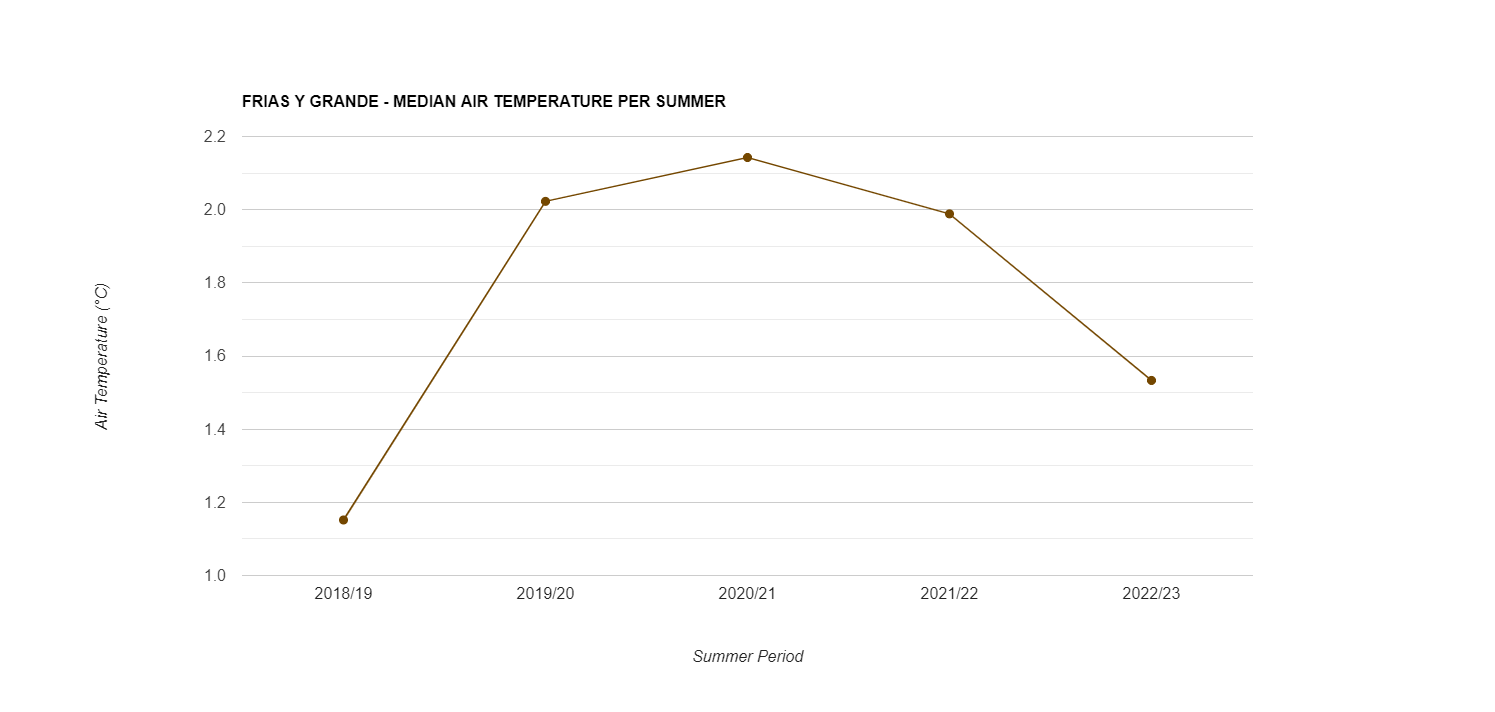 FRIAS Y GRANDE - MEDIAN AIR TEMPERATURE PER SUMMER
2.2
2.0
1.8
1.6
1.4
1.2
1.0
Air Temperature (°C)
2018/19 2019/20 2020/21 2021/22 2022/23
Summer Period